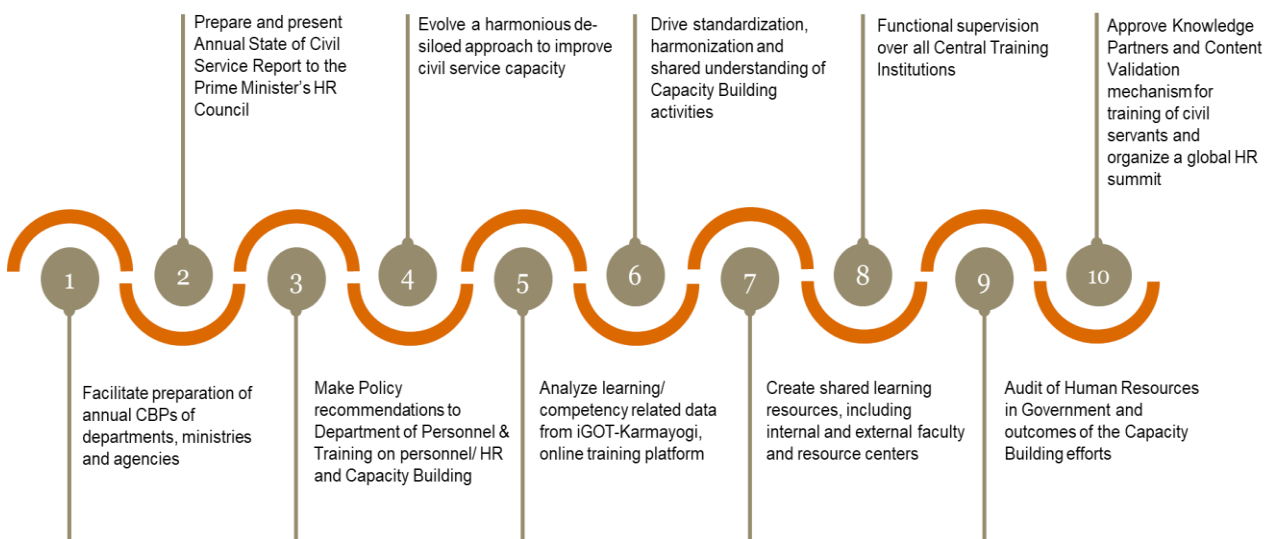 Prepare and present
Annual State of Civil
Service Report to the
Prime Minister's HR
Council
Evolve a harmonious de-
siloed approach to improve
civil service capacity
Drive standardization,
harmonization and
shared understanding of
Capacity Building
activities
Functional supervision
over all Central Training
Institutions
Approve Knowledge
Partners and Content
Validation
mechanism for
training of civil
servants and
organize a global HR
summit
1
2
3
4
5
6
7
8
9
10
Facilitate preparation of
annual CBPs of
departments, ministries
and agencies
Make Policy
recommendations to
Department of Personnel &
Training on personnel/ HR
and Capacity Building
Analyze learning/
competency related data
from iGOT-Karmayogi,
online training platform
Create shared learning
resources, including
internal and external faculty
and resource centers
Audit of Human Resources
in Government and
outcomes of the Capacity
Building efforts